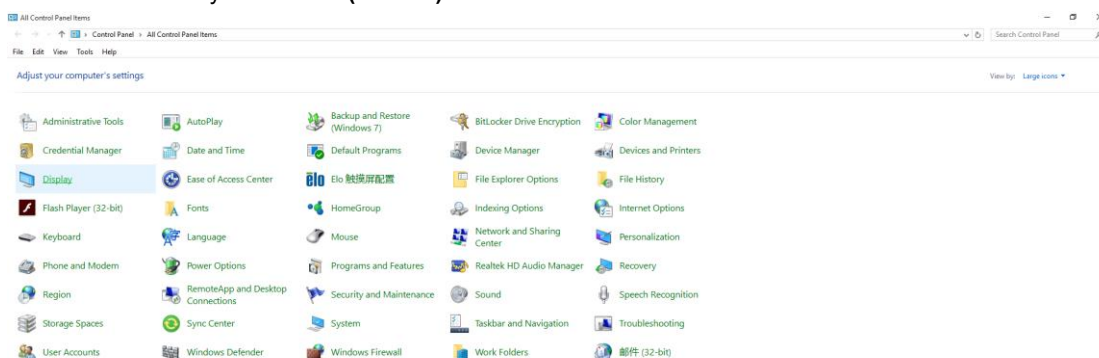 All Control Panel Items
Control Panel > All Control Panel Items
Search Control Panel
File Edit View Tools Help
Adjust your computer's settings
View by: Large icons
Administrative Tools
AutoPlay
Backup and Restore
(Windows 7)
BitLocker Drive Encryption
Color Management
Credential Manager
Date and Time
Default Programs
Device Manager
Devices and Printers
Display
Ease of Access Center
elo Elo 触摸屏配置
File Explorer Options
File History
Flash Player (32-bit)
Fonts
HomeGroup
Indexing Options
Internet Options
Keyboard
Language
Mouse
Network and Sharing
Center
Personalization
Phone and Modem
Power Options
Programs and Features
Realtek HD Audio Manager
Recovery
Region
RemoteApp and Desktop
Connections
Security and Maintenance
Sound
Speech Recognition
Storage Spaces
Sync Center
System
Taskbar and Navigation
Troubleshooting
User Accounts
Windows Defender
Windows Firewall
Work Folders
邮件 (32-bit)